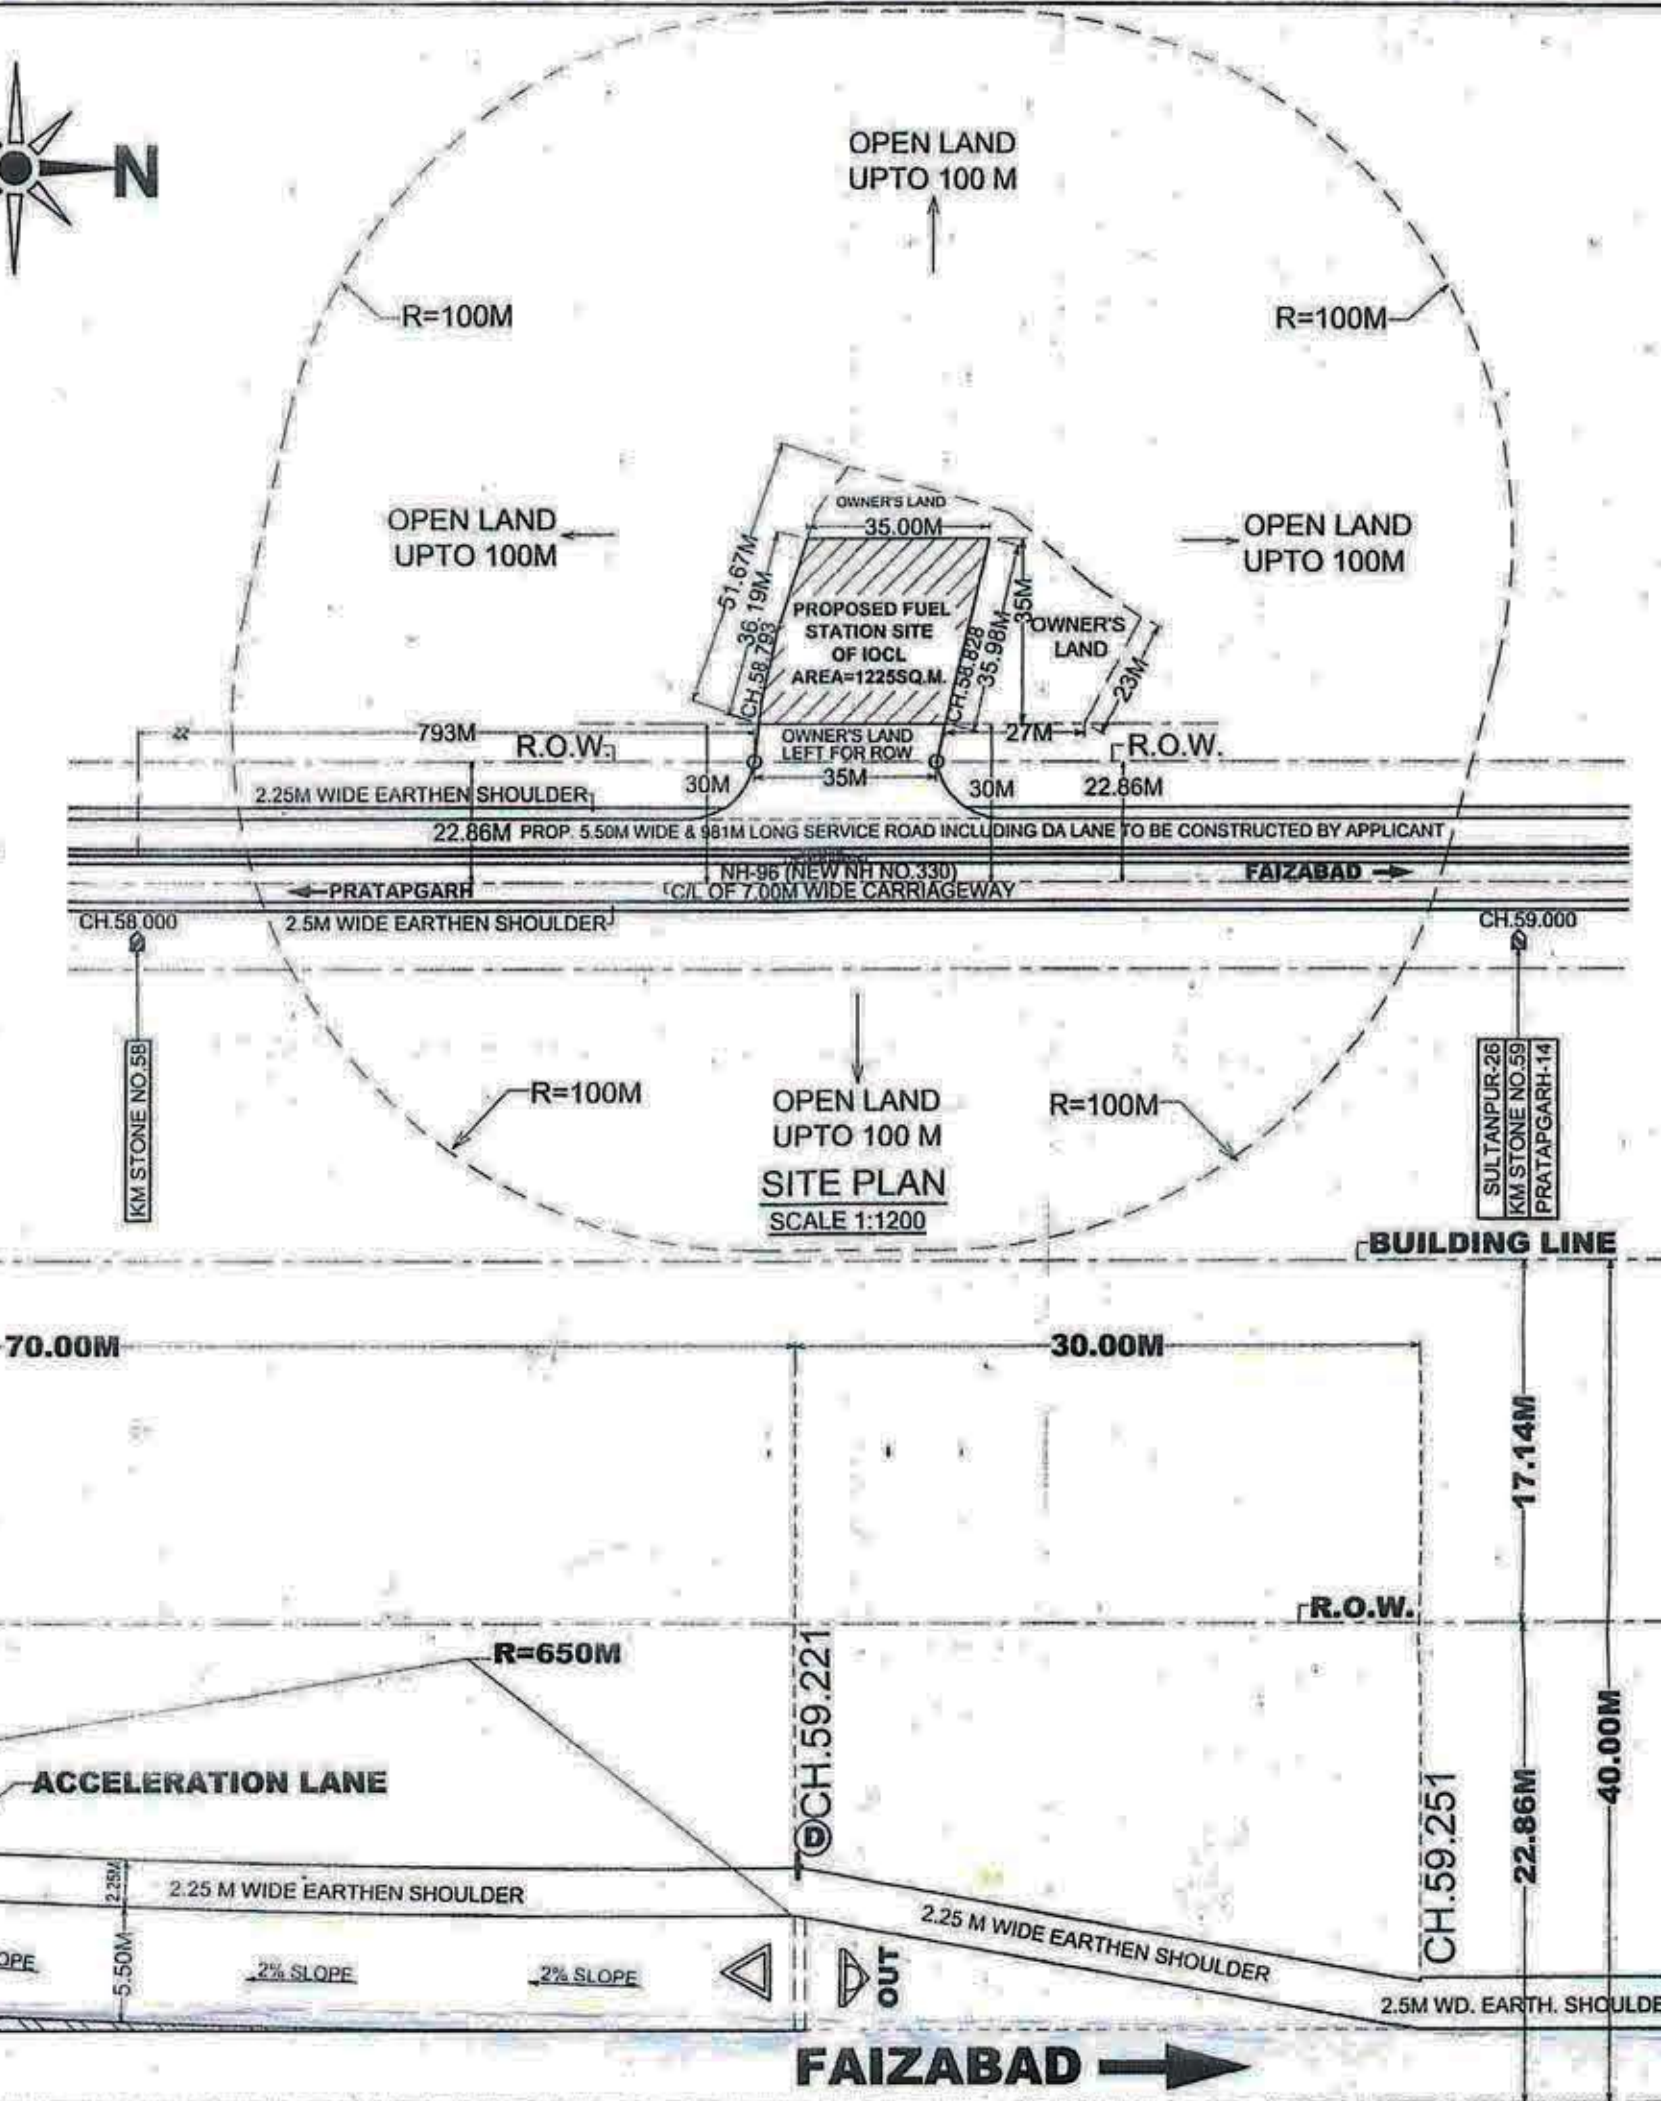 N
OPEN LAND
UPTO 100 M
R=100M
R=100M
OPEN LAND
UPTO 100M
OPEN LAND
UPTO 100M
OWNER'S LAND
35.00M
51.67M
36.19M
CH.58.793
PROPOSED FUEL
STATION SITE
OF IOCL
AREA=1225SQ.M.
CH.58.828
35.98M
35M
OWNER'S
LAND
23M
793M
R.O.W.
OWNER'S LAND
LEFT FOR ROW
27M
R.O.W.
30M
35M
30M
22.86M
2.25M WIDE EARTHEN SHOULDER
22.86M
PROP. 5.50M WIDE & 981M LONG SERVICE ROAD INCLUDING DA LANE TO BE CONSTRUCTED BY APPLICANT
NH-96 (NEW NH NO.330)
FAIZABAD
PRATAPGARH
C/L OF 7.00M WIDE CARRIAGEWAY
CH.58.000
2.5M WIDE EARTHEN SHOULDER
CH.59.000
KM STONE NO.58
SULTANPUR-26
KM STONE NO.59
PRATAPGARH-14
R=100M
OPEN LAND
UPTO 100 M
R=100M
SITE PLAN
SCALE 1:1200
BUILDING LINE
70.00M
30.00M
17.14M
R.O.W.
R=650M
CH.59.221
D
40.00M
22.86M
CH.59.251
ACCELERATION LANE
2.25M
2.25 M WIDE EARTHEN SHOULDER
2.25 M WIDE EARTHEN SHOULDER
5.50M
OPE
2% SLOPE
2% SLOPE
OUT
2.5M WD. EARTH. SHOULDE
FAIZABAD